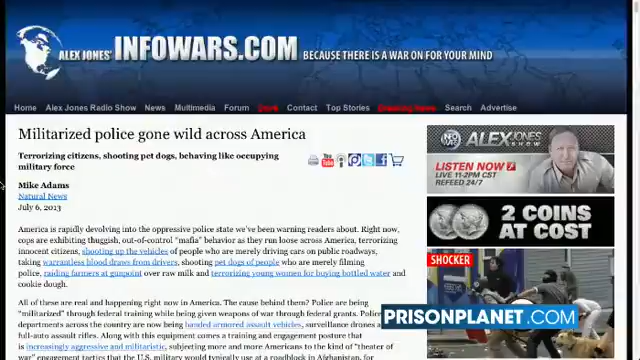 ALEX JONES' INFOWARS.COM BECAUSE THERE IS A WAR ON FOR YOUR MIND
Home Alex Jones Radio Show News Multimedia Forum Contact Top Stories Breaking News Search Advertise
Militarized police gone wild across America
Terrorizing citizens, shooting pet dogs, behaving like occupying
military force
Mike Adams
Natural News
July 6, 2013
America is rapidly devolving into the oppressive police state we've been warning readers about. Right now,
cops are exhibiting thuggish, out-of-control "mafia" behavior as they run loose across America, terrorizing
innocent citizens, shooting up the vehicles of people who are merely driving cars on public roadways,
taking warrantless blood draws from drivers, shooting pet dogs of people who are merely filming
police, raiding farmers at gunpoint over raw milk and terrorizing young women for buying bottled water and
cookie dough.
All of these are real and happening right now in America. The cause behind them? Police are being
"militarized" through federal training while being given weapons of war through federal grants. Police
departments across the country are now being handed armored assault vehicles, surveillance drones a
full-auto assault rifles. Along with this equipment comes a training and engagement posture that
is increasingly aggressive and militaristic, subjecting more and more Americans to the kind of "theater of
war" engagement tactics that the U.S. military would typically use at a roadblock in Afghanistan, for
ALEX JONES
SHOW
LISTEN NOW
LIVE 11-2PM CST
REFEED 24/7
2 COINS
AT COST
SHOCKER
PRISONPLANET.COM